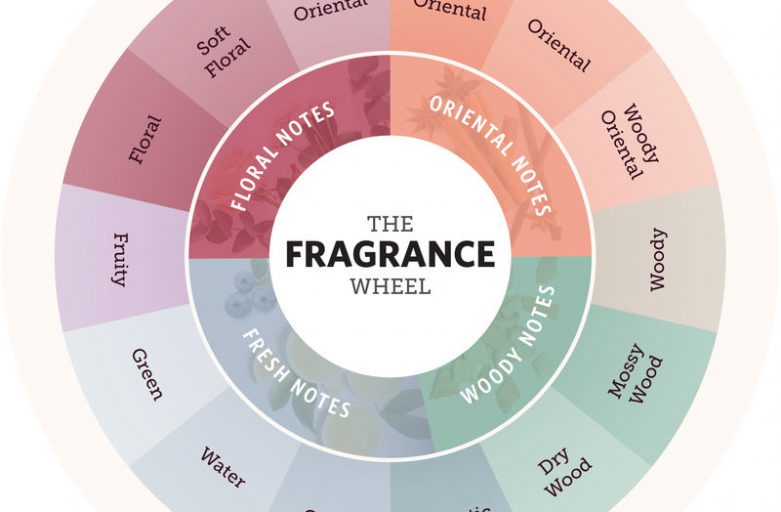 THE
FRAGRANCE
WHEEL
FLORAL NOTES
ORIENTAL NOTES
WOODY NOTES
FRESH NOTES
Oriental
Oriental
Oriental
Woody
Oriental
Woody
Mossy
Wood
Dry
Wood
Water
Green
Fruity
Floral
Soft
Floral